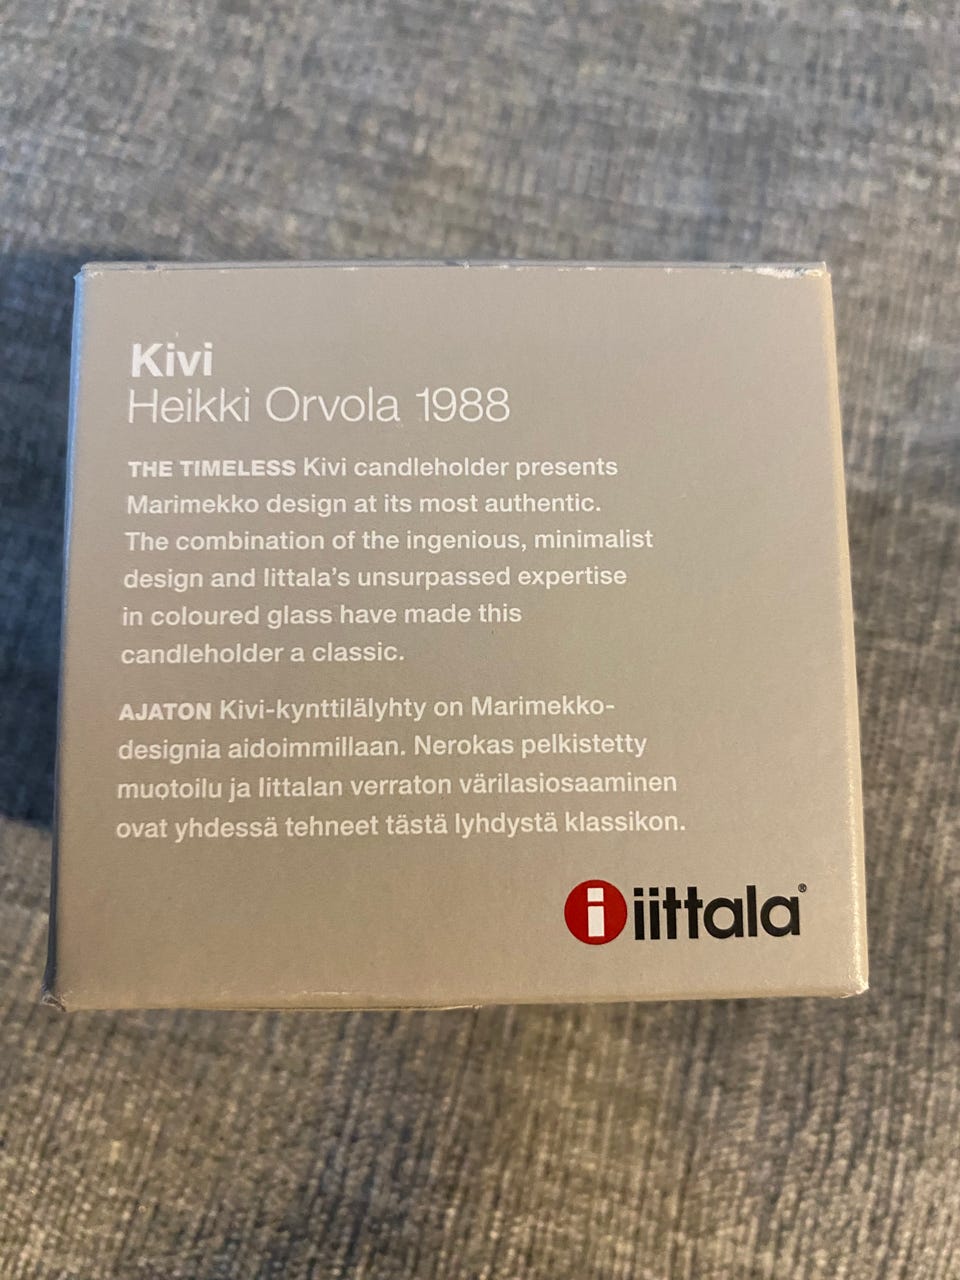 Kivi
Heikki Orvola 1988
THE TIMELESS Kivi candleholder presents
Marimekko design at its most authentic.
The combination of the ingenious, minimalist
design and Iittala's unsurpassed expertise
in coloured glass have made this
candleholder a classic.
AJATON Kivi-kynttilälyhty on Marimekko-
designia aidoimmillaan. Nerokas pelkistetty
muotoilu ja Iittalan verraton värilasiosaaminen
ovat yhdessä tehneet tästä lyhdystä klassikon.
i iittala®